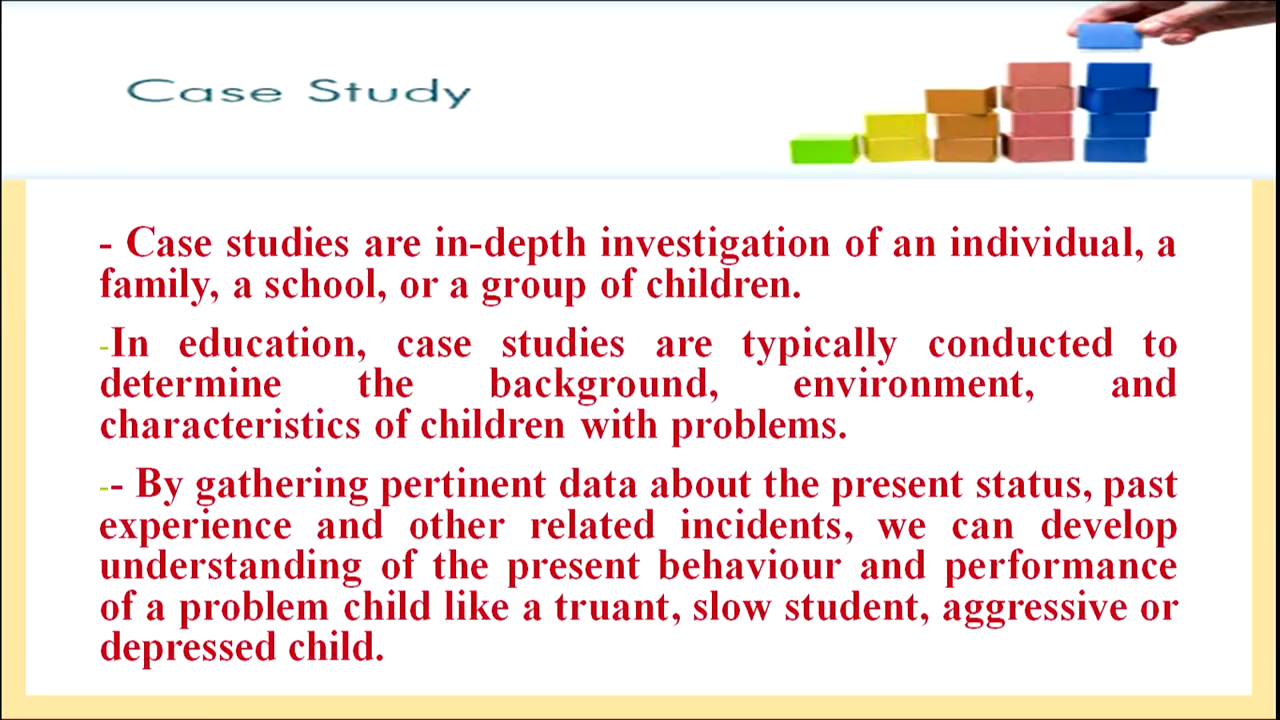 Case Study
- Case studies are in-depth investigation of an individual, a
family, a school, or a group of children.
-In education, case studies are typically conducted to
determine the background, environment, and
characteristics of children with problems.
-- By gathering pertinent data about the present status, past
experience and other related incidents, we can develop
understanding of the present behaviour and performance
of a problem child like a truant, slow student, aggressive or
depressed child.